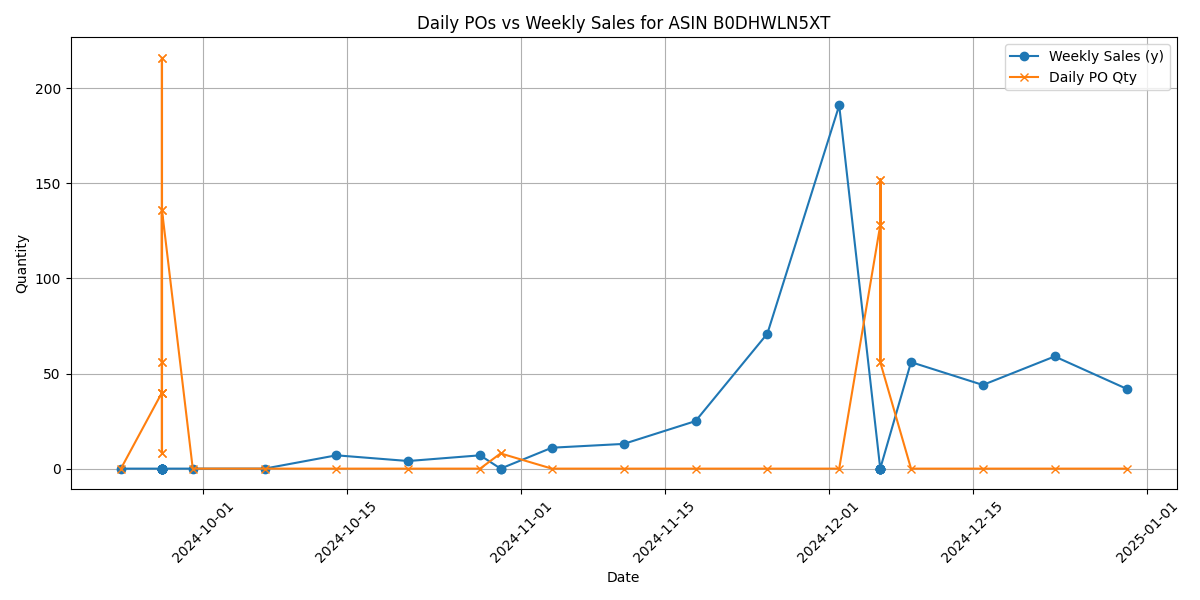 Daily POs vs Weekly Sales for ASIN B0DHWLN5XT
Weekly Sales (y)
Daily PO Qty
Quantity
200
150
100
50
0
2024-10-01
2024-10-15
2024-11-01
2024-11-15
2024-12-01
2024-12-15
2025-01-01
Date